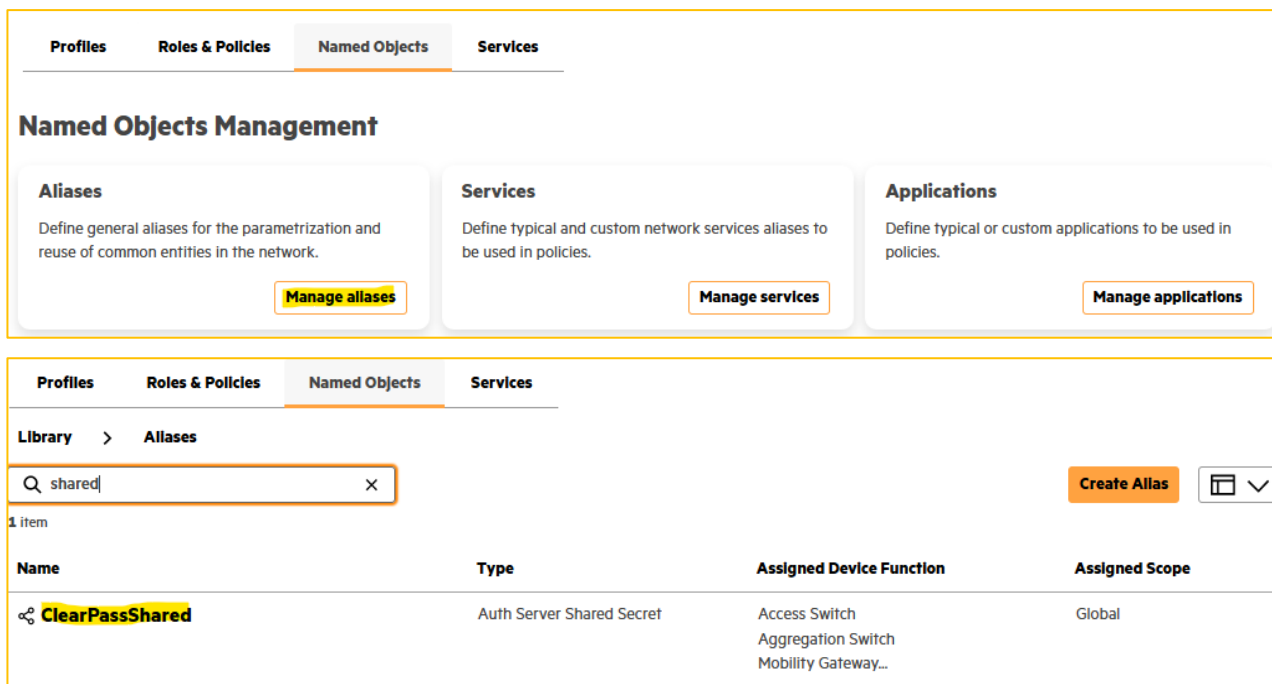 Profiles Roles & Policies Named Objects Services
Named Objects Management
Aliases Services Applications
Define general aliases for the parametrization and Define typical and custom network services aliases to Define typical or custom applications to be used in
reuse of common entities in the network. be used in policies. policies.
Manage aliases Manage services Manage applications
Profiles Roles & Policies Named Objects Services
Library > Aliases
shared Create Alias
1 item
Name Type Assigned Device Function Assigned Scope
ClearPassShared Auth Server Shared Secret Access Switch Global
Aggregation Switch
Mobility Gateway...